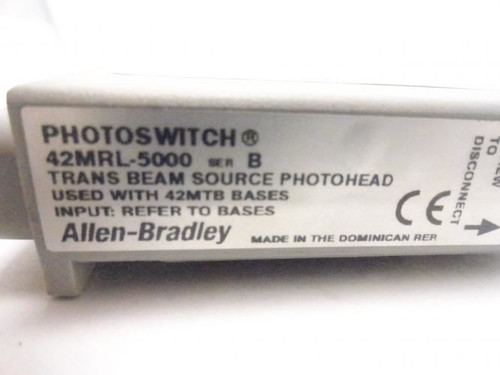 PHOTOSWITCH®
42MRL-5000 SER B
TRANS BEAM SOURCE PHOTOHEAD
USED WITH 42MTB BASES
INPUT: REFER TO BASES
Allen-Bradley MADE IN THE DOMINICAN REP.
CE
DISCONNECT